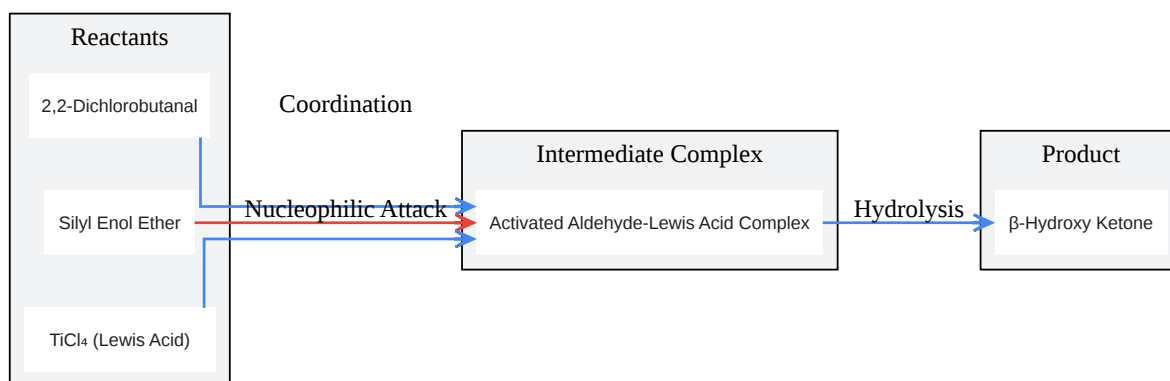 Reactants
2,2-Dichlorobutanal
Coordination
Intermediate Complex
Product
Silyl Enol Ether
Nucleophilic Attack
Activated Aldehyde-Lewis Acid Complex
Hydrolysis
β-Hydroxy Ketone
TiCl₄ (Lewis Acid)